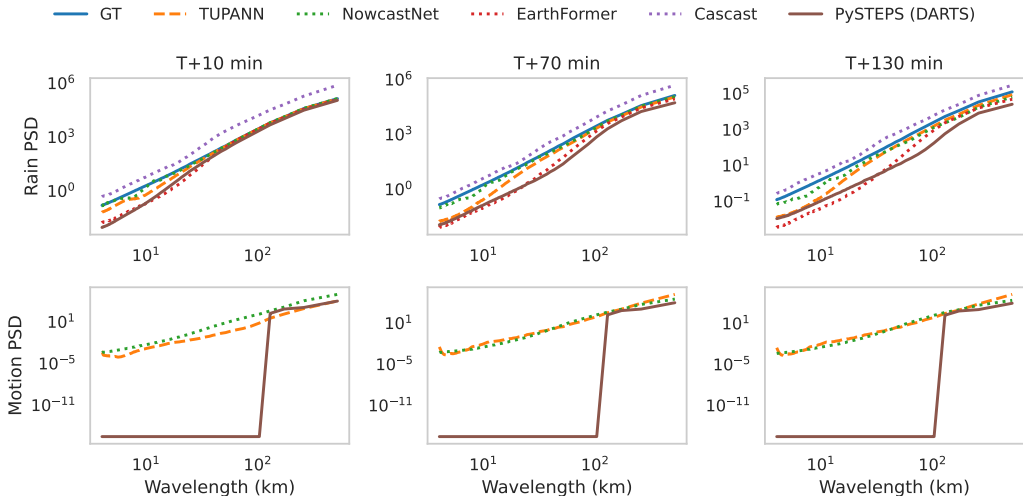 GT TUPANN NowcastNet EarthFormer Cascast PySTEPS (DARTS)
T+10 min T+70 min T+130 min
Rain PSD
10^6 10^3 10^0
10^1 10^2
10^6 10^3 10^0
10^1 10^2
10^5 10^3 10^1 10^−1
10^1 10^2
Motion PSD
10^1 10^−5 10^−11
10^1 10^2
Wavelength (km)
10^1 10^−5 10^−11
10^1 10^2
Wavelength (km)
10^1 10^−5 10^−11
10^1 10^2
Wavelength (km)